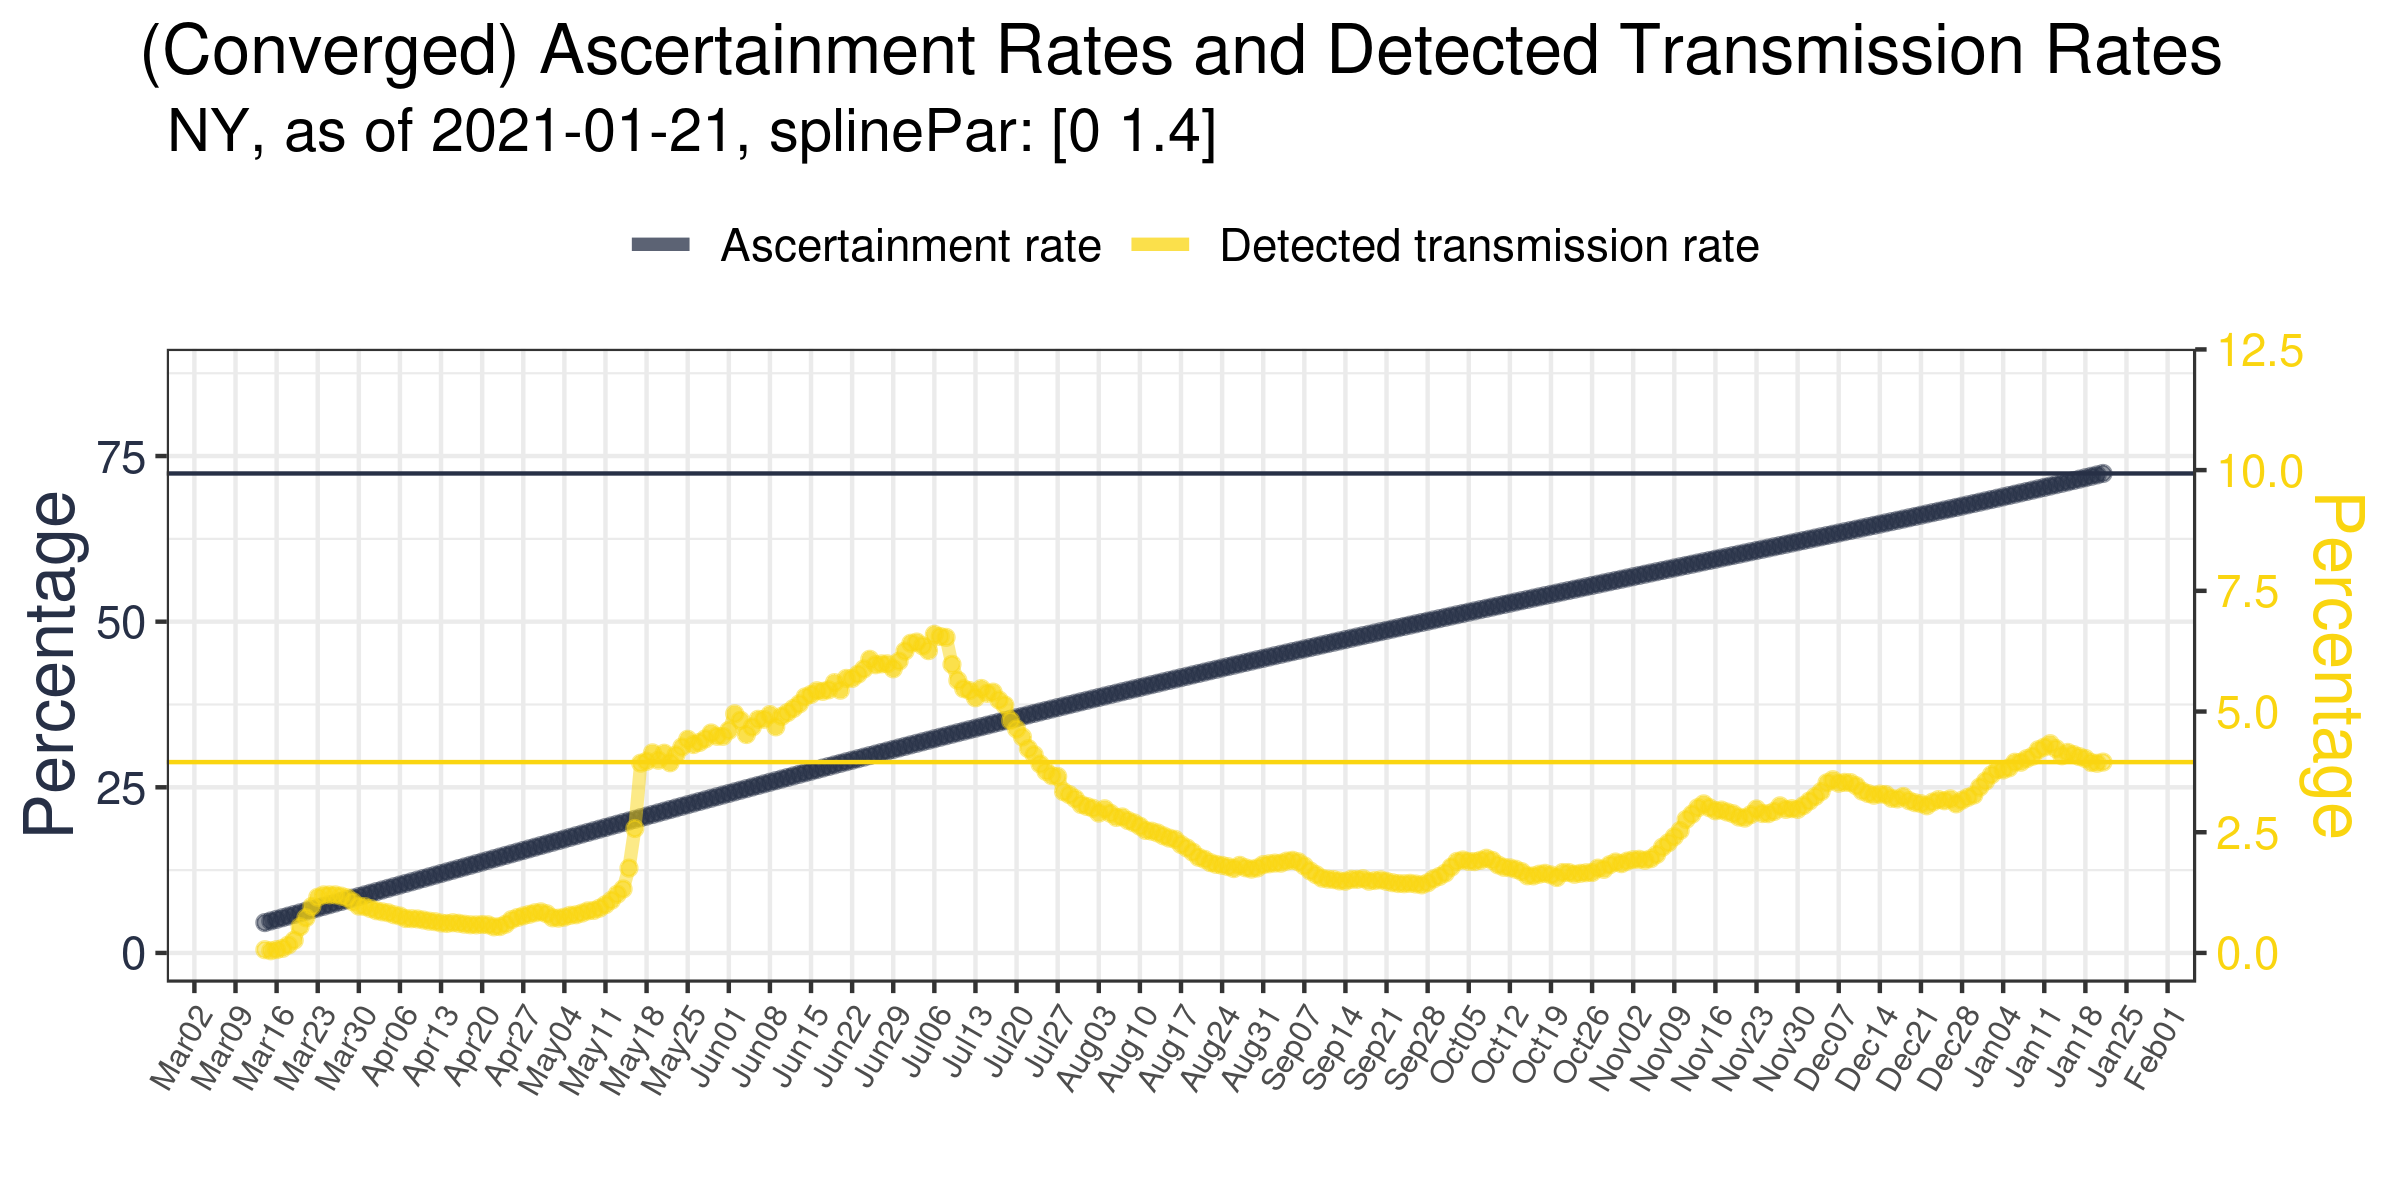 (Converged) Ascertainment Rates and Detected Transmission Rates
NY, as of 2021-01-21, splinePar: [0 1.4]
Ascertainment rate
Detected transmission rate
Percentage
75
50
25
0
12.5
10.0
7.5
5.0
2.5
0.0
Percentage
Mar02
Mar09
Mar16
Mar23
Mar30
Apr06
Apr13
Apr20
Apr27
May04
May11
May18
May25
Jun01
Jun08
Jun15
Jun22
Jun29
Jul06
Jul13
Jul20
Jul27
Aug03
Aug10
Aug17
Aug24
Aug31
Sep07
Sep14
Sep21
Sep28
Oct05
Oct12
Oct19
Oct26
Nov02
Nov09
Nov16
Nov23
Nov30
Dec07
Dec14
Dec21
Dec28
Jan04
Jan11
Jan18
Jan25
Feb01